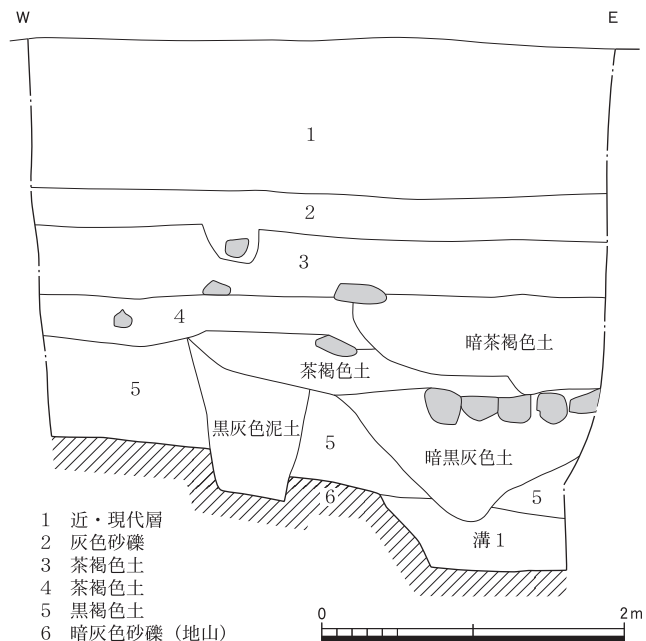 W E
1
2
3
4
暗茶褐色土
茶褐色土
5
黒灰色泥土
5
暗黒灰色土
6
5
溝1
1 近・現代層
2 灰色砂礫
3 茶褐色土
4 茶褐色土
5 黒褐色土
6 暗灰色砂礫（地山）
0 2m